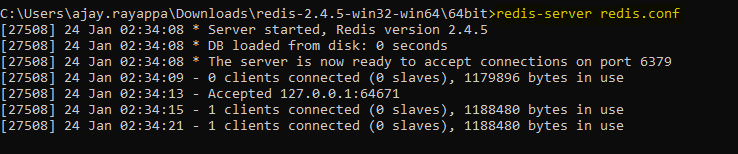 C:\Users\ajay.rayappa\Downloads\redis-2.4.5-win32-win64\64bit>redis-server redis.conf
[27508] 24 Jan 02:34:08 * Server started, Redis version 2.4.5
[27508] 24 Jan 02:34:08 * DB loaded from disk: 0 seconds
[27508] 24 Jan 02:34:08 * The server is now ready to accept connections on port 6379
[27508] 24 Jan 02:34:09 - 0 clients connected (0 slaves), 1179896 bytes in use
[27508] 24 Jan 02:34:13 - Accepted 127.0.0.1:64671
[27508] 24 Jan 02:34:15 - 1 clients connected (0 slaves), 1188480 bytes in use
[27508] 24 Jan 02:34:21 - 1 clients connected (0 slaves), 1188480 bytes in use